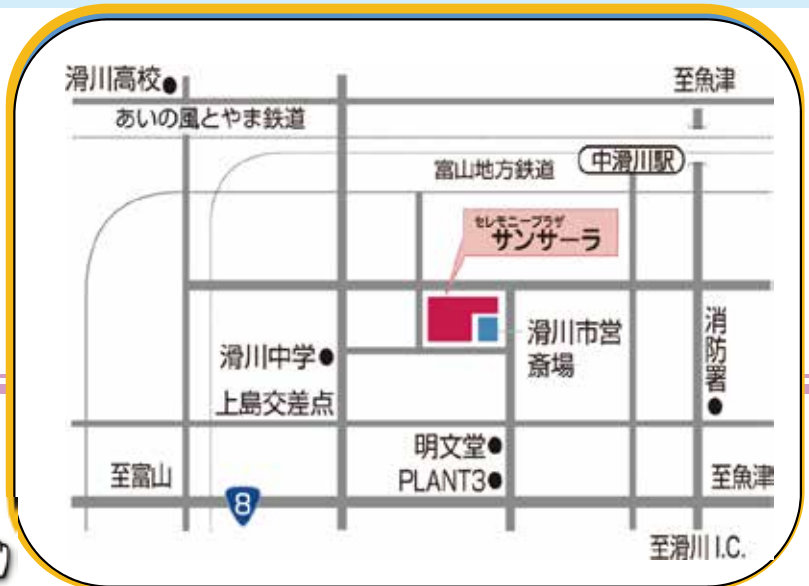 滑川高校
至魚津
あいの風とやま鉄道
中滑川駅
富山地方鉄道
セレモニープラザ
サンサーラ
滑川市営
斎場
消防署
滑川中学
上島交差点
明文堂
PLANT3
至富山
至魚津
8
至滑川 I.C.